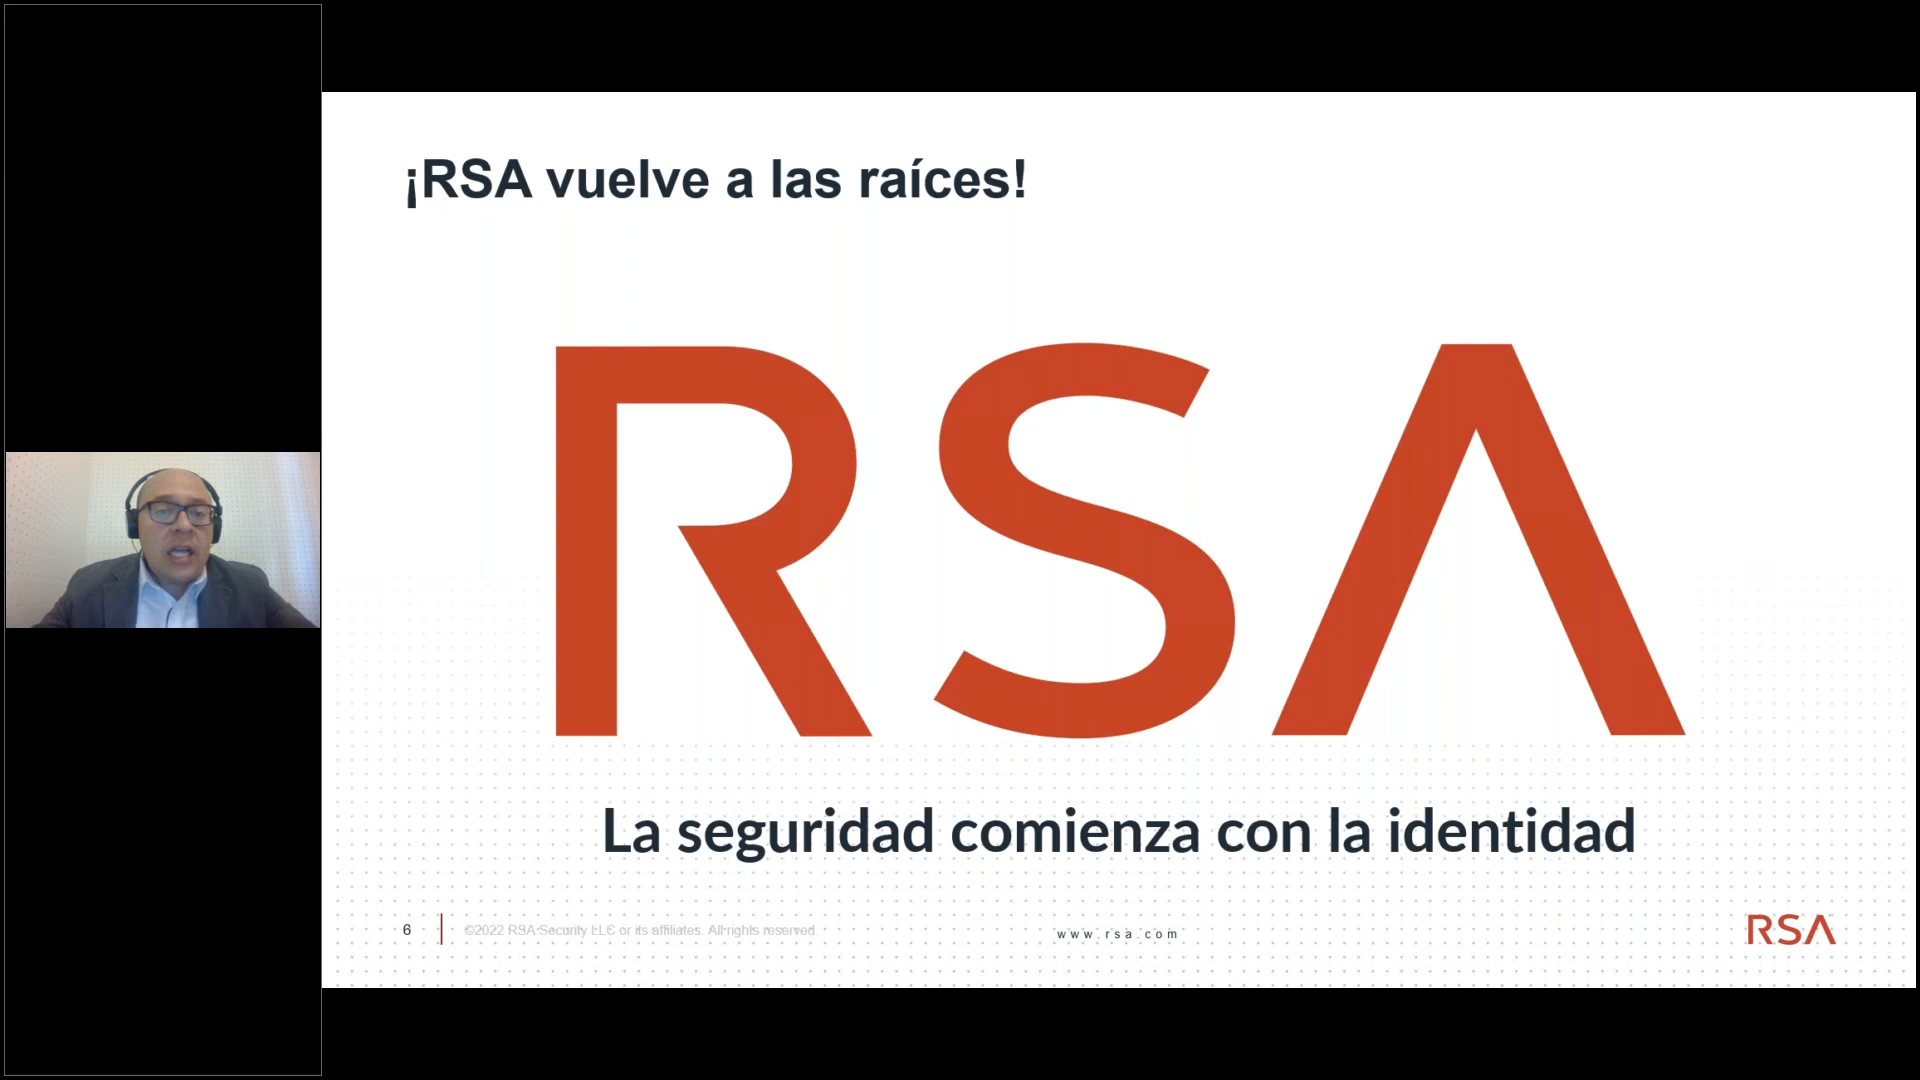 ¡RSA vuelve a las raíces!
RSA
La seguridad comienza con la identidad
6
©2022 RSA Security LLC or its affiliates. All rights reserved.
www.rsa.com
RSA